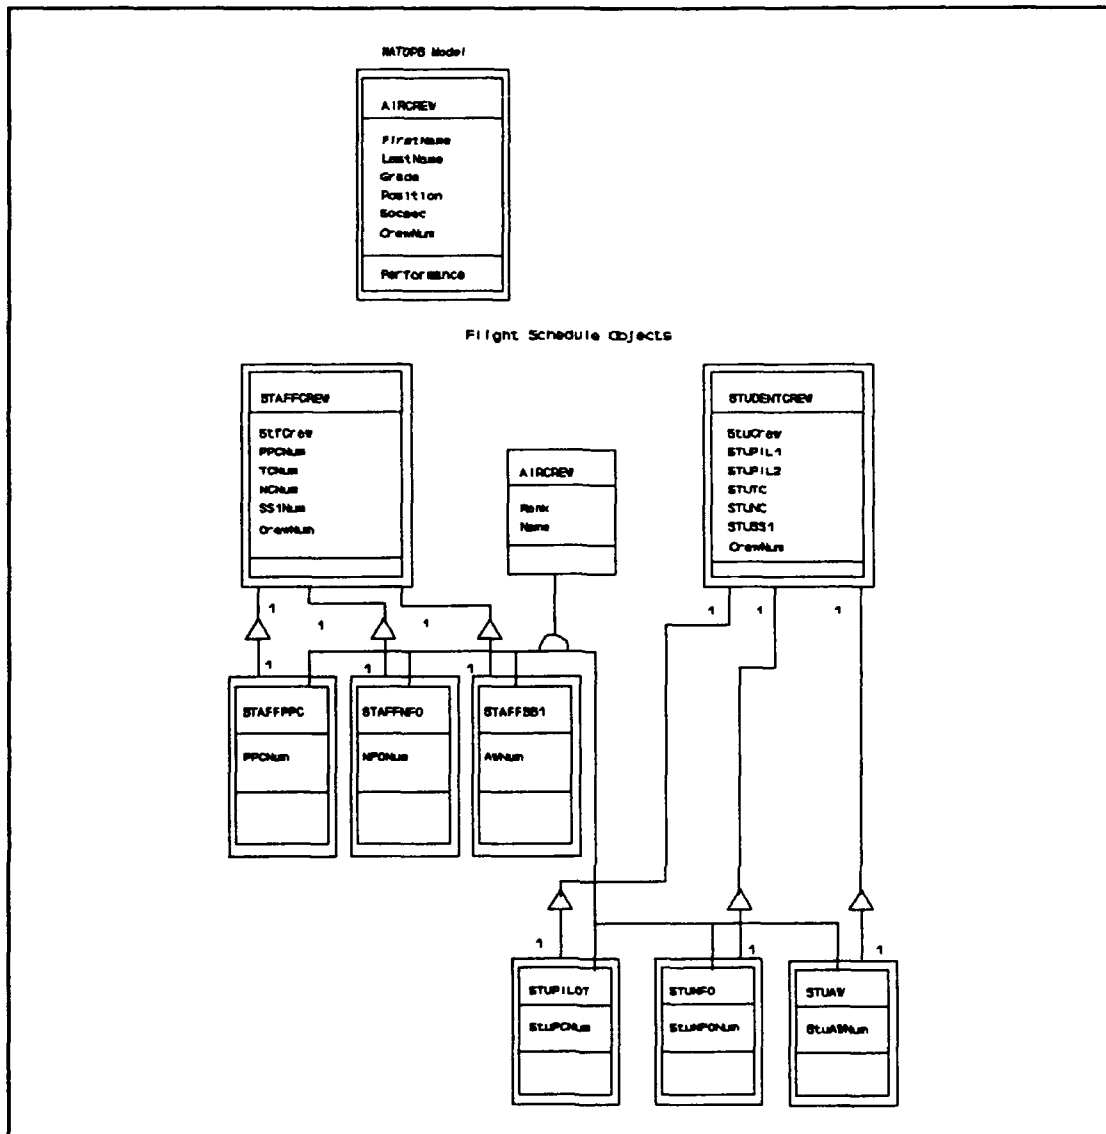 NATOPS Model
AIRCREW
FirstName
LastName
Grade
Position
Socsec
CrewNum
Performance
Flight Schedule Objects
STAFFCREW
StfCrew
PPCNum
TCNum
NCNum
SS1Num
CrewNum
AIRCREW
Rank
Name
STUDENTCREW
StuCrew
STUPIL1
STUPIL2
STUTC
STUNC
STUSS1
CrewNum
1
1
1
1
1
1
1
1
1
STAFFPPC
PPCNum
STAFFNFO
NFONum
STAFFSS1
AWNum
1
1
1
STUPILOT
StuPCNum
STUNFO
StuNFONum
STUAW
StuAWNum